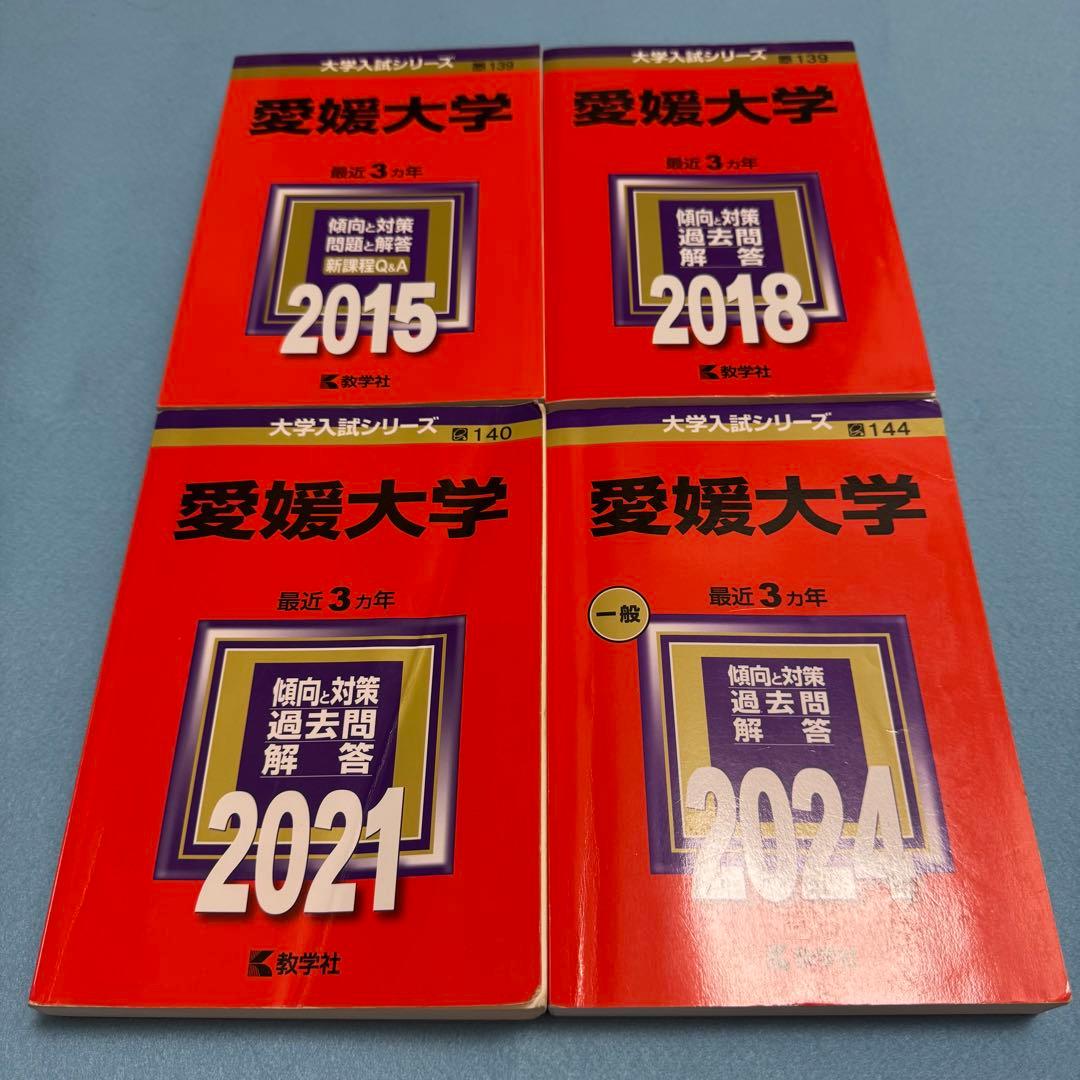 大学入試シリーズ 139
愛媛大学
最近3カ年
傾向と対策
問題と解答
新課程Q&A
2015
教学社
大学入試シリーズ 139
愛媛大学
最近3カ年
傾向と対策
過去問
解答
2018
教学社
大学入試シリーズ 140
愛媛大学
最近3カ年
傾向と対策
過去問
解答
2021
教学社
大学入試シリーズ 144
愛媛大学
最近3カ年
一般
傾向と対策
過去問
解答
2024
教学社